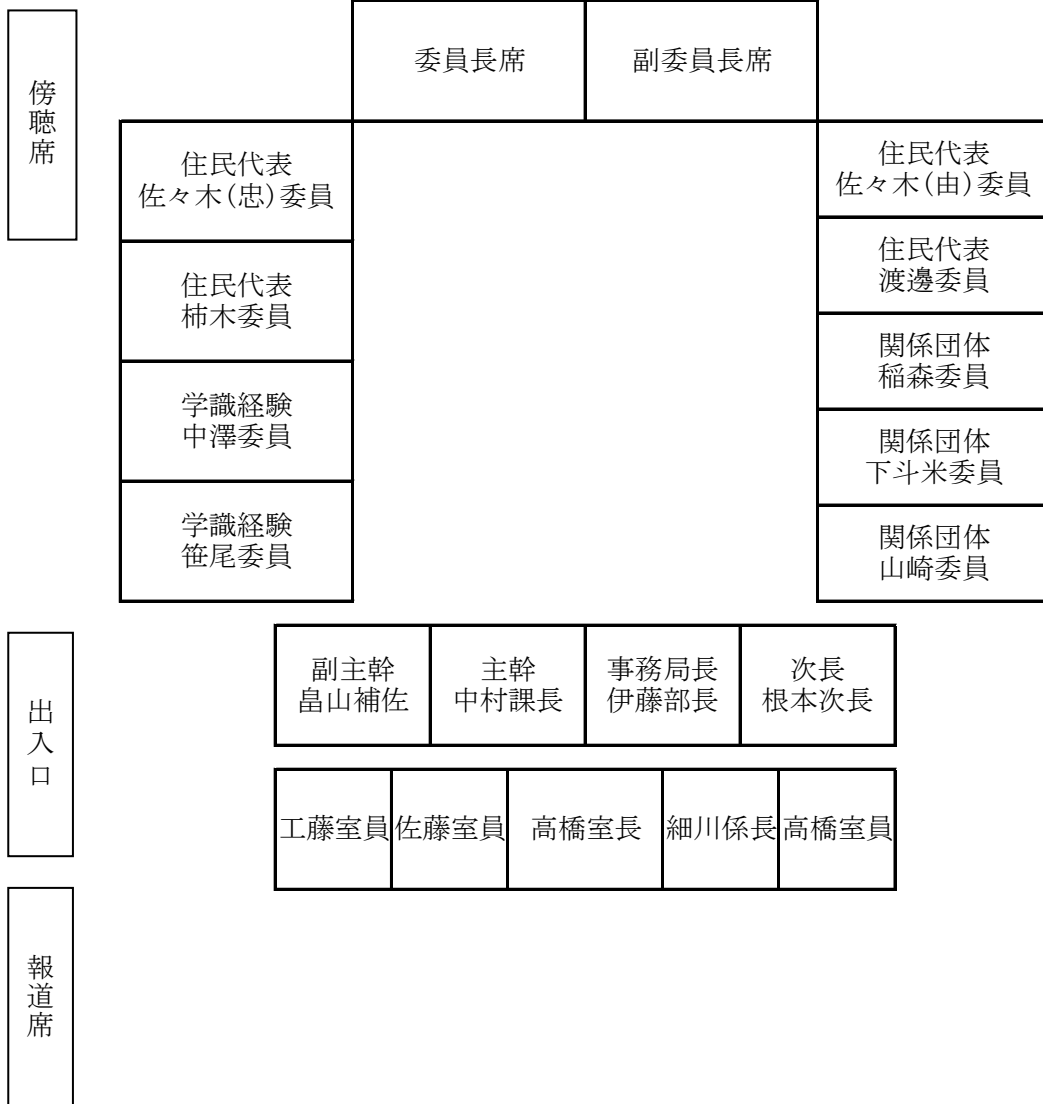 傍聴席
委員長席
副委員長席
住民代表
佐々木(忠)委員
住民代表
柿木委員
学識経験
中澤委員
学識経験
笹尾委員
住民代表
佐々木(由)委員
住民代表
渡邊委員
関係団体
稲森委員
関係団体
下斗米委員
関係団体
山崎委員
出入口
副主幹
畠山補佐
主幹
中村課長
事務局長
伊藤部長
次長
根本次長
工藤室員
佐藤室員
高橋室長
細川係長
高橋室員
報道席